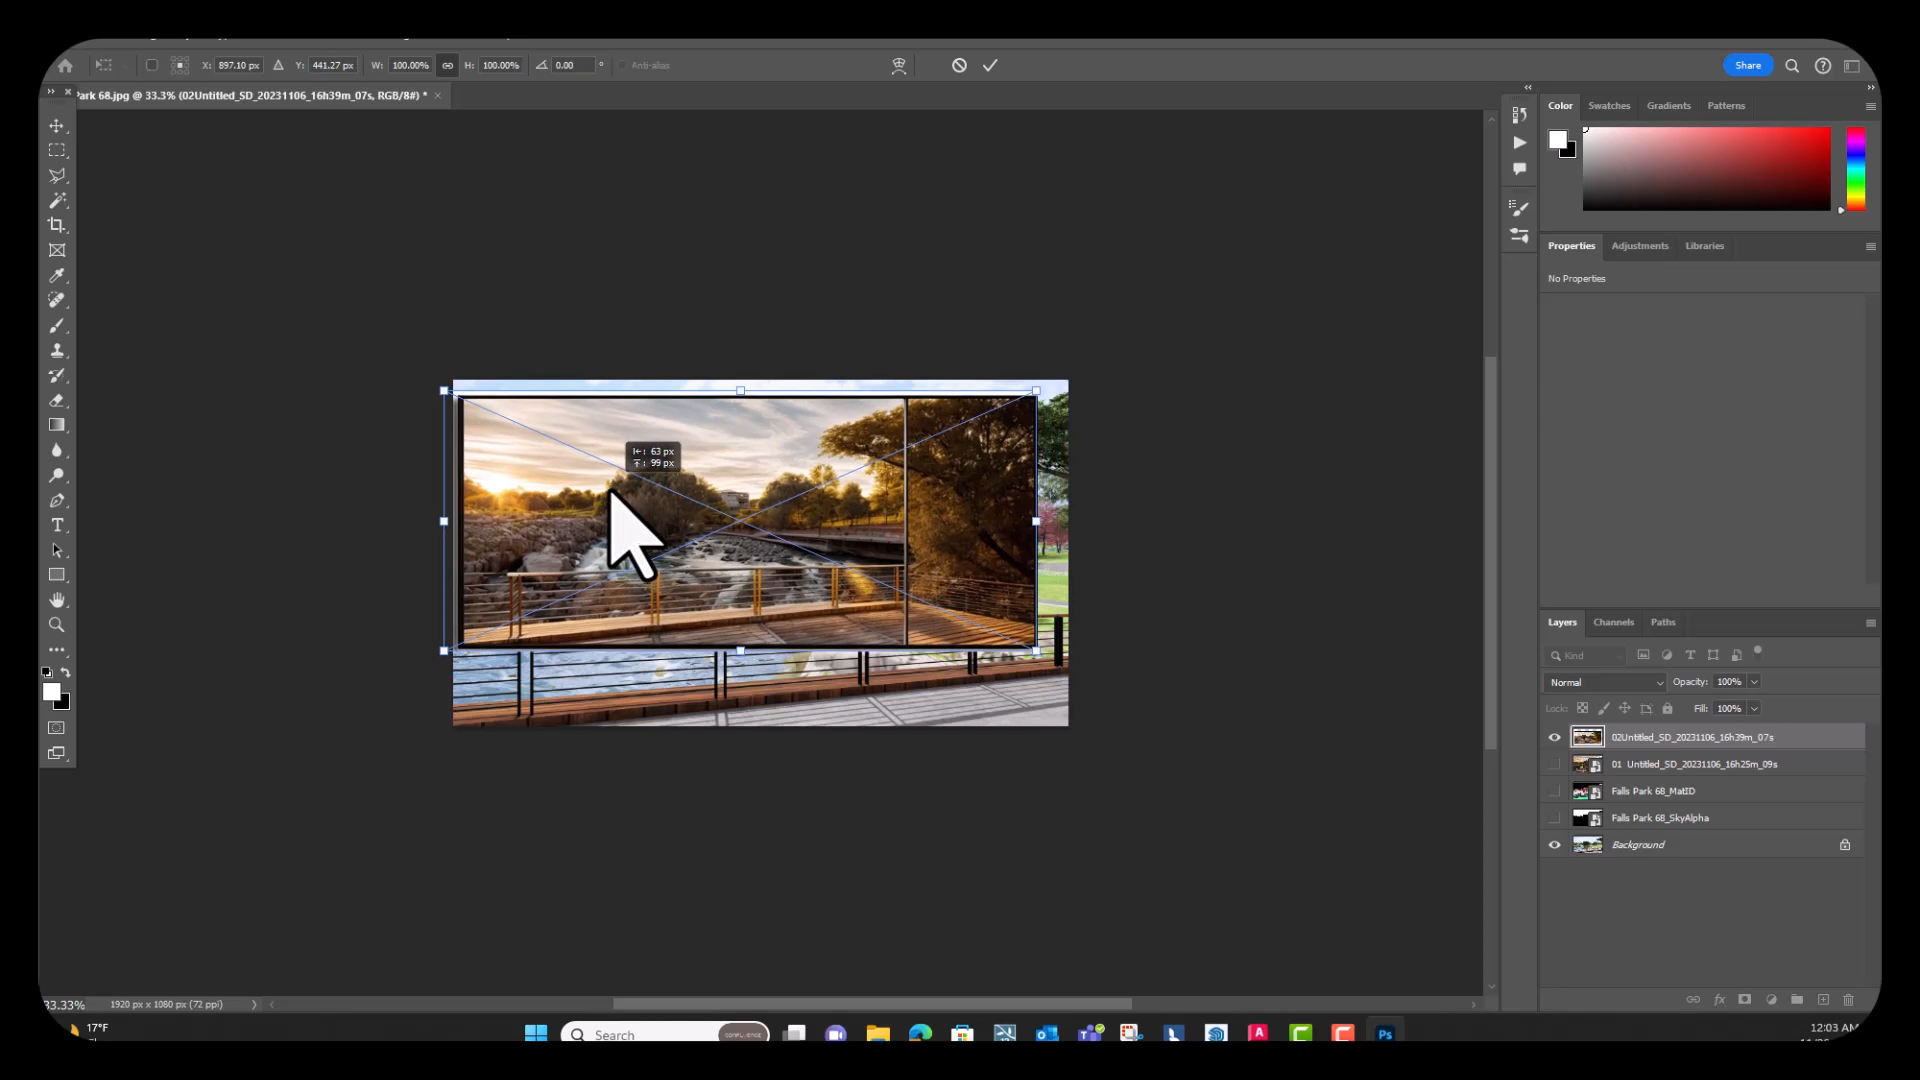 X: 897.10 px Y: 441.27 px W: 100.00% H: 100.00% 0.00 ° Anti-alias Share
Park 68.jpg @ 33.3% (02Untitled_SD_20231106_16h39m_07s, RGB/8#) * ×
Color Swatches Gradients Patterns
Properties Adjustments Libraries
No Properties
63 px
99 px
Layers Channels Paths
Kind
Normal Opacity: 100%
Lock: Fill: 100%
02Untitled_SD_20231106_16h39m_07s
01 Untitled_SD_20231106_16h25m_09s
Falls Park 68_MatID
Falls Park 68_SkyAlpha
Background
33.33% 1920 px x 1080 px (72 ppi)
17°F
Search
Ps
12:03 AM